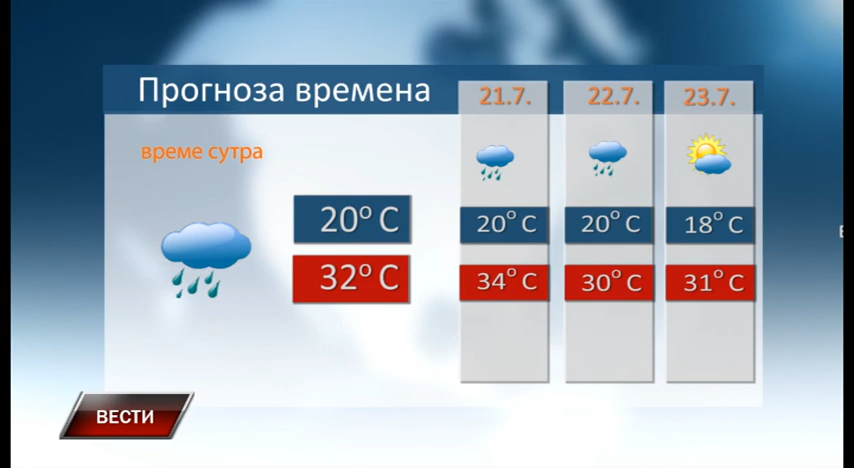 Прогноза времена
време сутра
20° C
32° C
21.7. 22.7. 23.7.
20° C 20° C 18° C
34° C 30° C 31° C
ВЕСТИ